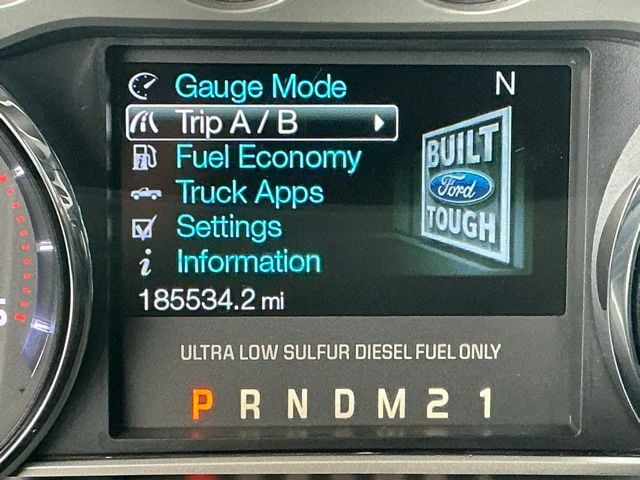 Gauge Mode
N
Trip A / B
Fuel Economy
Truck Apps
Settings
i Information
BUILT
Ford
TOUGH
185534.2 mi
ULTRA LOW SULFUR DIESEL FUEL ONLY
P R N D M 2 1
5